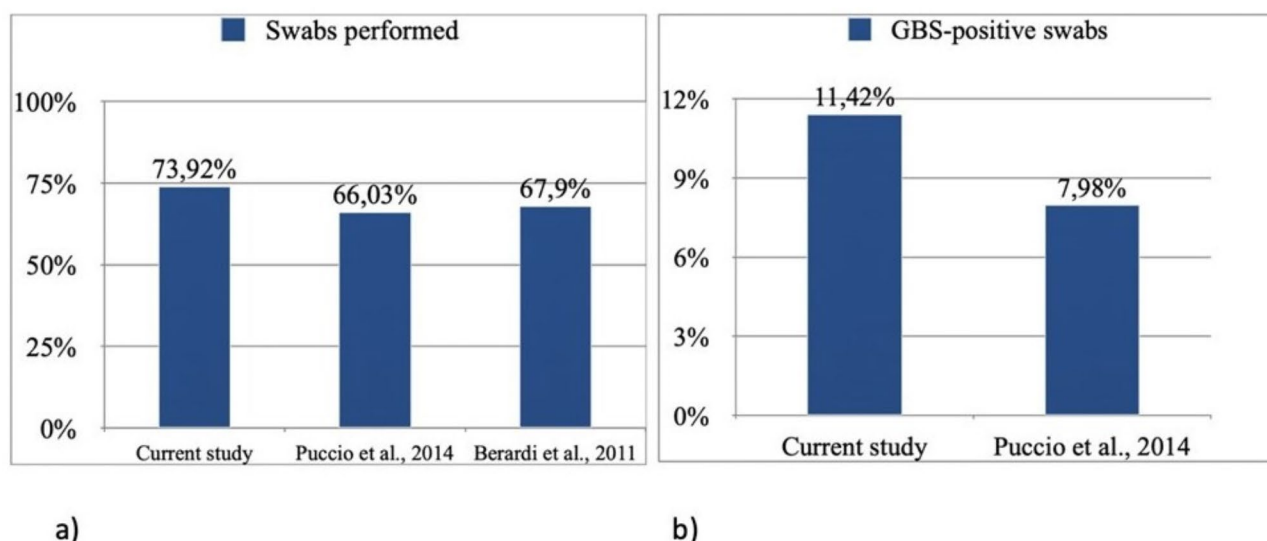 Swabs performed
100%
75%
50%
25%
0%
73,92%
66,03%
67,9%
Current study
Puccio et al., 2014
Berardi et al., 2011
a)
GBS-positive swabs
12%
9%
6%
3%
0%
11,42%
7,98%
Current study
Puccio et al., 2014
b)